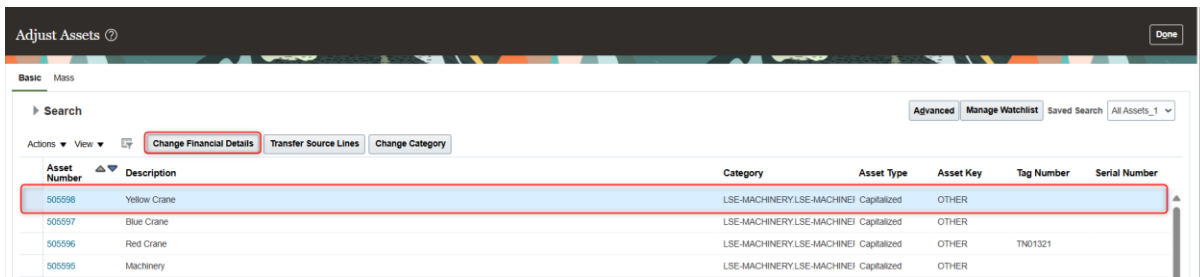 Adjust Assets
Done
Basic Mass
Search
Advanced Manage Watchlist Saved Search All Assets_1
Actions View Change Financial Details Transfer Source Lines Change Category
Asset Number Description Category Asset Type Asset Key Tag Number Serial Number
505598 Yellow Crane LSE-MACHINERY.LSE-MACHINEI Capitalized OTHER
505597 Blue Crane LSE-MACHINERY.LSE-MACHINEI Capitalized OTHER
505596 Red Crane LSE-MACHINERY.LSE-MACHINEI Capitalized OTHER TN01321
505595 Machinery LSE-MACHINERY.LSE-MACHINEI Capitalized OTHER